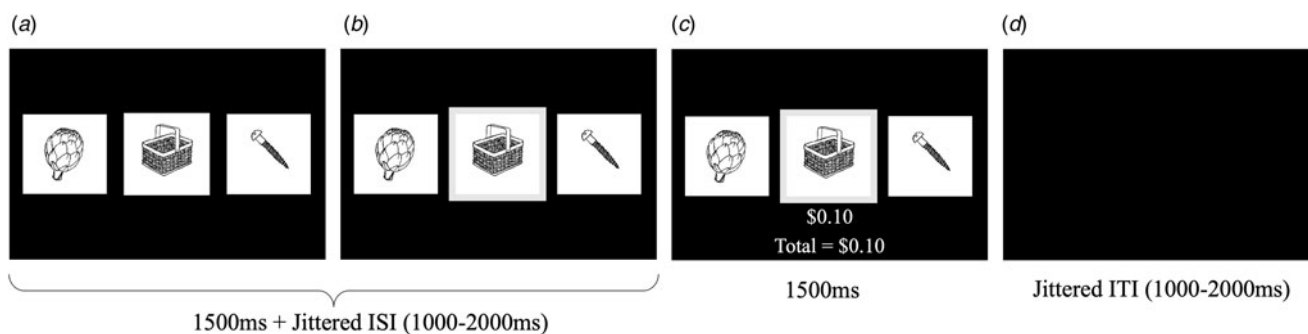 (a)
(b)
(c)
(d)
$0.10
Total = $0.10
1500ms + Jittered ISI (1000-2000ms)
1500ms
Jittered ITI (1000-2000ms)